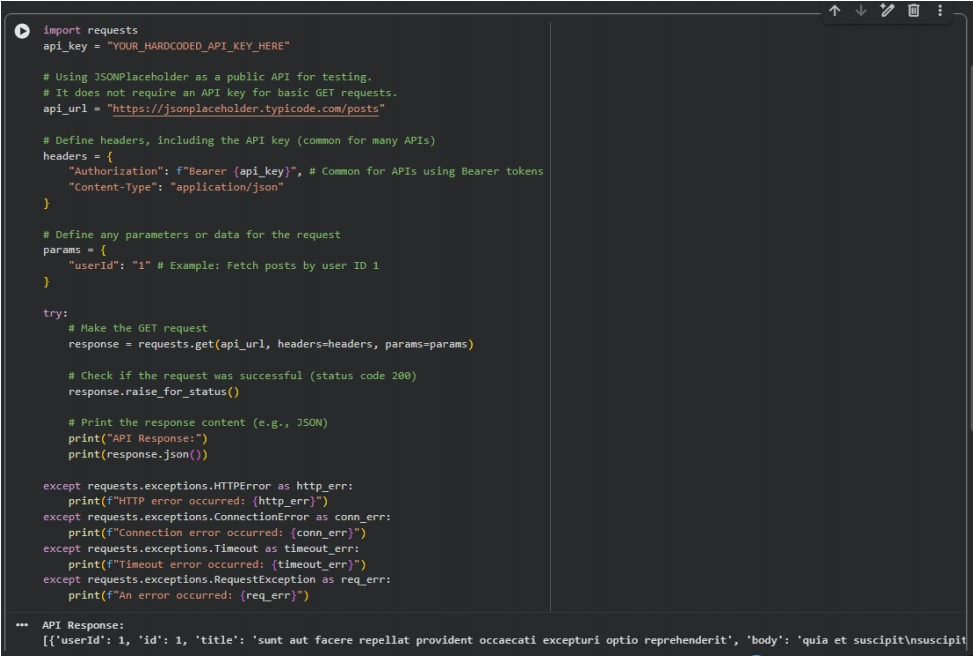 import requests
api_key = "YOUR_HARDCODED_API_KEY_HERE"

# Using JSONPlaceholder as a public API for testing.
# It does not require an API key for basic GET requests.
api_url = "https://jsonplaceholder.typicode.com/posts"

# Define headers, including the API key (common for many APIs)
headers = {
    "Authorization": f"Bearer {api_key}", # Common for APIs using Bearer tokens
    "Content-Type": "application/json"
}

# Define any parameters or data for the request
params = {
    "userId": "1" # Example: Fetch posts by user ID 1
}

try:
    # Make the GET request
    response = requests.get(api_url, headers=headers, params=params)

    # Check if the request was successful (status code 200)
    response.raise_for_status()

    # Print the response content (e.g., JSON)
    print("API Response:")
    print(response.json())

except requests.exceptions.HTTPError as http_err:
    print(f"HTTP error occurred: {http_err}")
except requests.exceptions.ConnectionError as conn_err:
    print(f"Connection error occurred: {conn_err}")
except requests.exceptions.Timeout as timeout_err:
    print(f"Timeout error occurred: {timeout_err}")
except requests.exceptions.RequestException as req_err:
    print(f"An error occurred: {req_err}")

API Response:
[{'userId': 1, 'id': 1, 'title': 'sunt aut facere repellat provident occaecati excepturi optio reprehenderit', 'body': 'quia et suscipit\nsuscipit